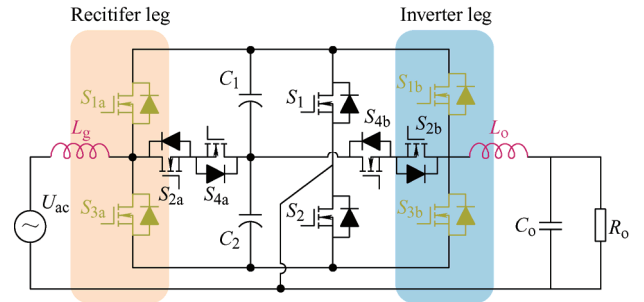 Recitifer leg
Inverter leg
S1a
C1
S1
S1b
S4b
S2b
Lg
Lo
S2a
S4a
Uac
S3a
C2
S2
S3b
Co
Ro